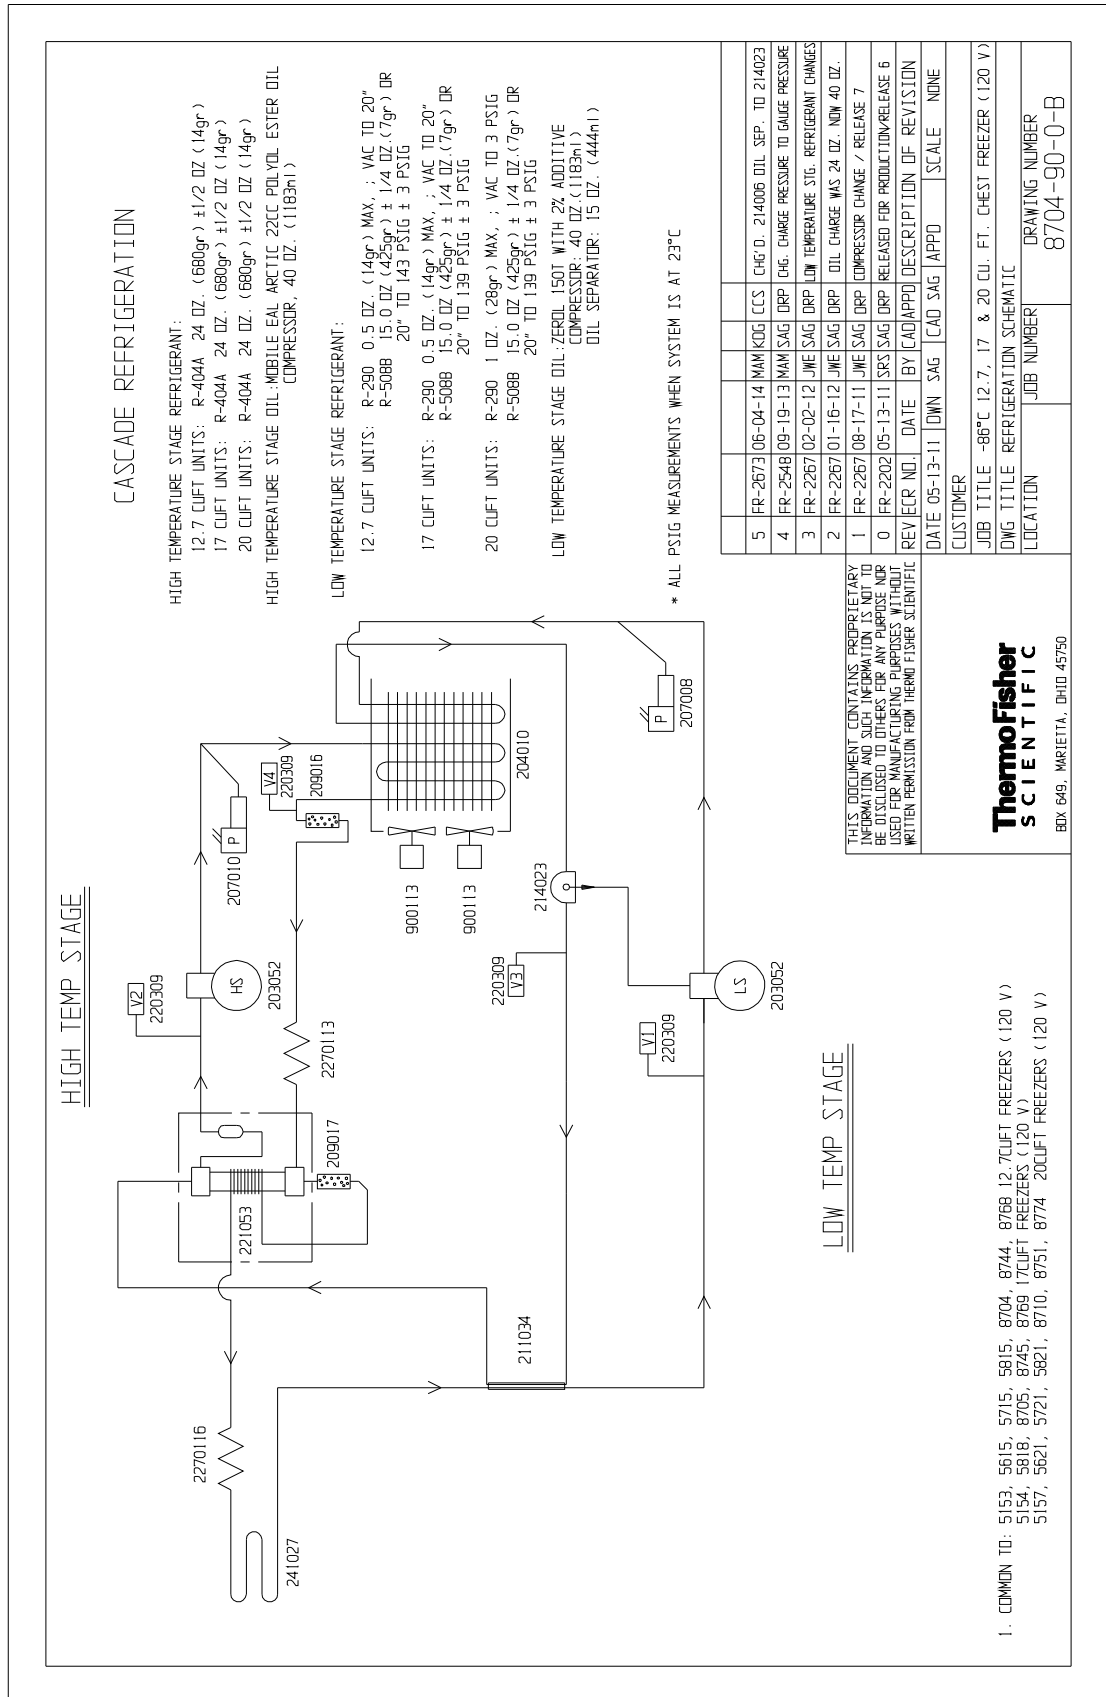 CASCADE REFRIGERATION
HIGH TEMPERATURE STAGE REFRIGERANT:
12.7 CUFT UNITS: R-404A 24 OZ. (680gr) ±1/2 OZ (14gr)
17 CUFT UNITS: R-404A 24 OZ. (680gr) ±1/2 OZ (14gr)
20 CUFT UNITS: R-404A 24 OZ. (680gr) ±1/2 OZ (14gr)
HIGH TEMPERATURE STAGE OIL:MOBILE EAL ARCTIC 22CC POLYOL ESTER OIL
COMPRESSOR, 40 OZ. (1183ml)
LOW TEMPERATURE STAGE REFRIGERANT:
12.7 CUFT UNITS: R-290 0.5 OZ. (14gr) MAX, ; VAC TO 20"
R-508B 15.0 OZ (425gr) ± 1/4 OZ.(7gr) OR
20" TO 143 PSIG ± 3 PSIG
17 CUFT UNITS: R-290 0.5 OZ. (14gr) MAX, ; VAC TO 20"
R-508B 15.0 OZ (425gr) ± 1/4 OZ.(7gr) OR
20" TO 139 PSIG ± 3 PSIG
20 CUFT UNITS: R-290 1 OZ. (28gr) MAX, ; VAC TO 3 PSIG
R-508B 15.0 OZ (425gr) ± 1/4 OZ.(7gr) OR
20" TO 139 PSIG ± 3 PSIG
LOW TEMPERATURE STAGE OIL:ZEROL 150T WITH 2% ADDITIVE
COMPRESSOR: 40 OZ.(1183ml)
OIL SEPARATOR: 15 OZ. (444ml)
* ALL PSIG MEASUREMENTS WHEN SYSTEM IS AT 23°C
HIGH TEMP STAGE
V2
220309
HS
203052
P
207010
V4
220309
209016
2270113
221053
209017
900113
900113
204010
214023
220309
V3
P
207008
LS
203052
V1
220309
211034
2270116
241027
LOW TEMP STAGE
1. COMMON TO: 5153, 5615, 5715, 5815, 8704, 8744, 8768 12.7CUFT FREEZERS (120 V)
5154, 5818, 8705, 8745, 8769 17CUFT FREEZERS (120 V)
5157, 5621, 5721, 5821, 8710, 8751, 8774 20CUFT FREEZERS (120 V)
5 FR-2673 06-04-14 MAM KDG CCS CHG'D. 214006 OIL SEP. TO 214023
4 FR-2548 09-19-13 MAM SAG DRP CHG. CHARGE PRESSURE TO GAUGE PRESSURE
3 FR-2267 02-02-12 JWE SAG DRP LOW TEMPERATURE STG. REFRIGERANT CHANGES
2 FR-2267 01-16-12 JWE SAG DRP OIL CHARGE WAS 24 OZ. NOW 40 OZ.
1 FR-2267 08-17-11 JWE SAG DRP COMPRESSOR CHANGE / RELEASE 7
0 FR-2202 05-13-11 SRS SAG DRP RELEASED FOR PRODUCTION/RELEASE 6
REV ECR NO. DATE BY CAD APPD DESCRIPTION OF REVISION
DATE 05-13-11 DWN SAG CAD SAG APPD SCALE NONE
CUSTOMER
JOB TITLE -86°C 12.7, 17 & 20 CU. FT. CHEST FREEZER (120 V)
DWG TITLE REFRIGERATION SCHEMATIC
LOCATION JOB NUMBER DRAWING NUMBER
8704-90-0-B
THIS DOCUMENT CONTAINS PROPRIETARY
INFORMATION AND SUCH INFORMATION IS NOT TO
BE DISCLOSED TO OTHERS FOR ANY PURPOSE NOR
USED FOR MANUFACTURING PURPOSES WITHOUT
WRITTEN PERMISSION FROM THERMO FISHER SCIENTIFIC
ThermoFisher
SCIENTIFIC
BOX 649, MARIETTA, OHIO 45750